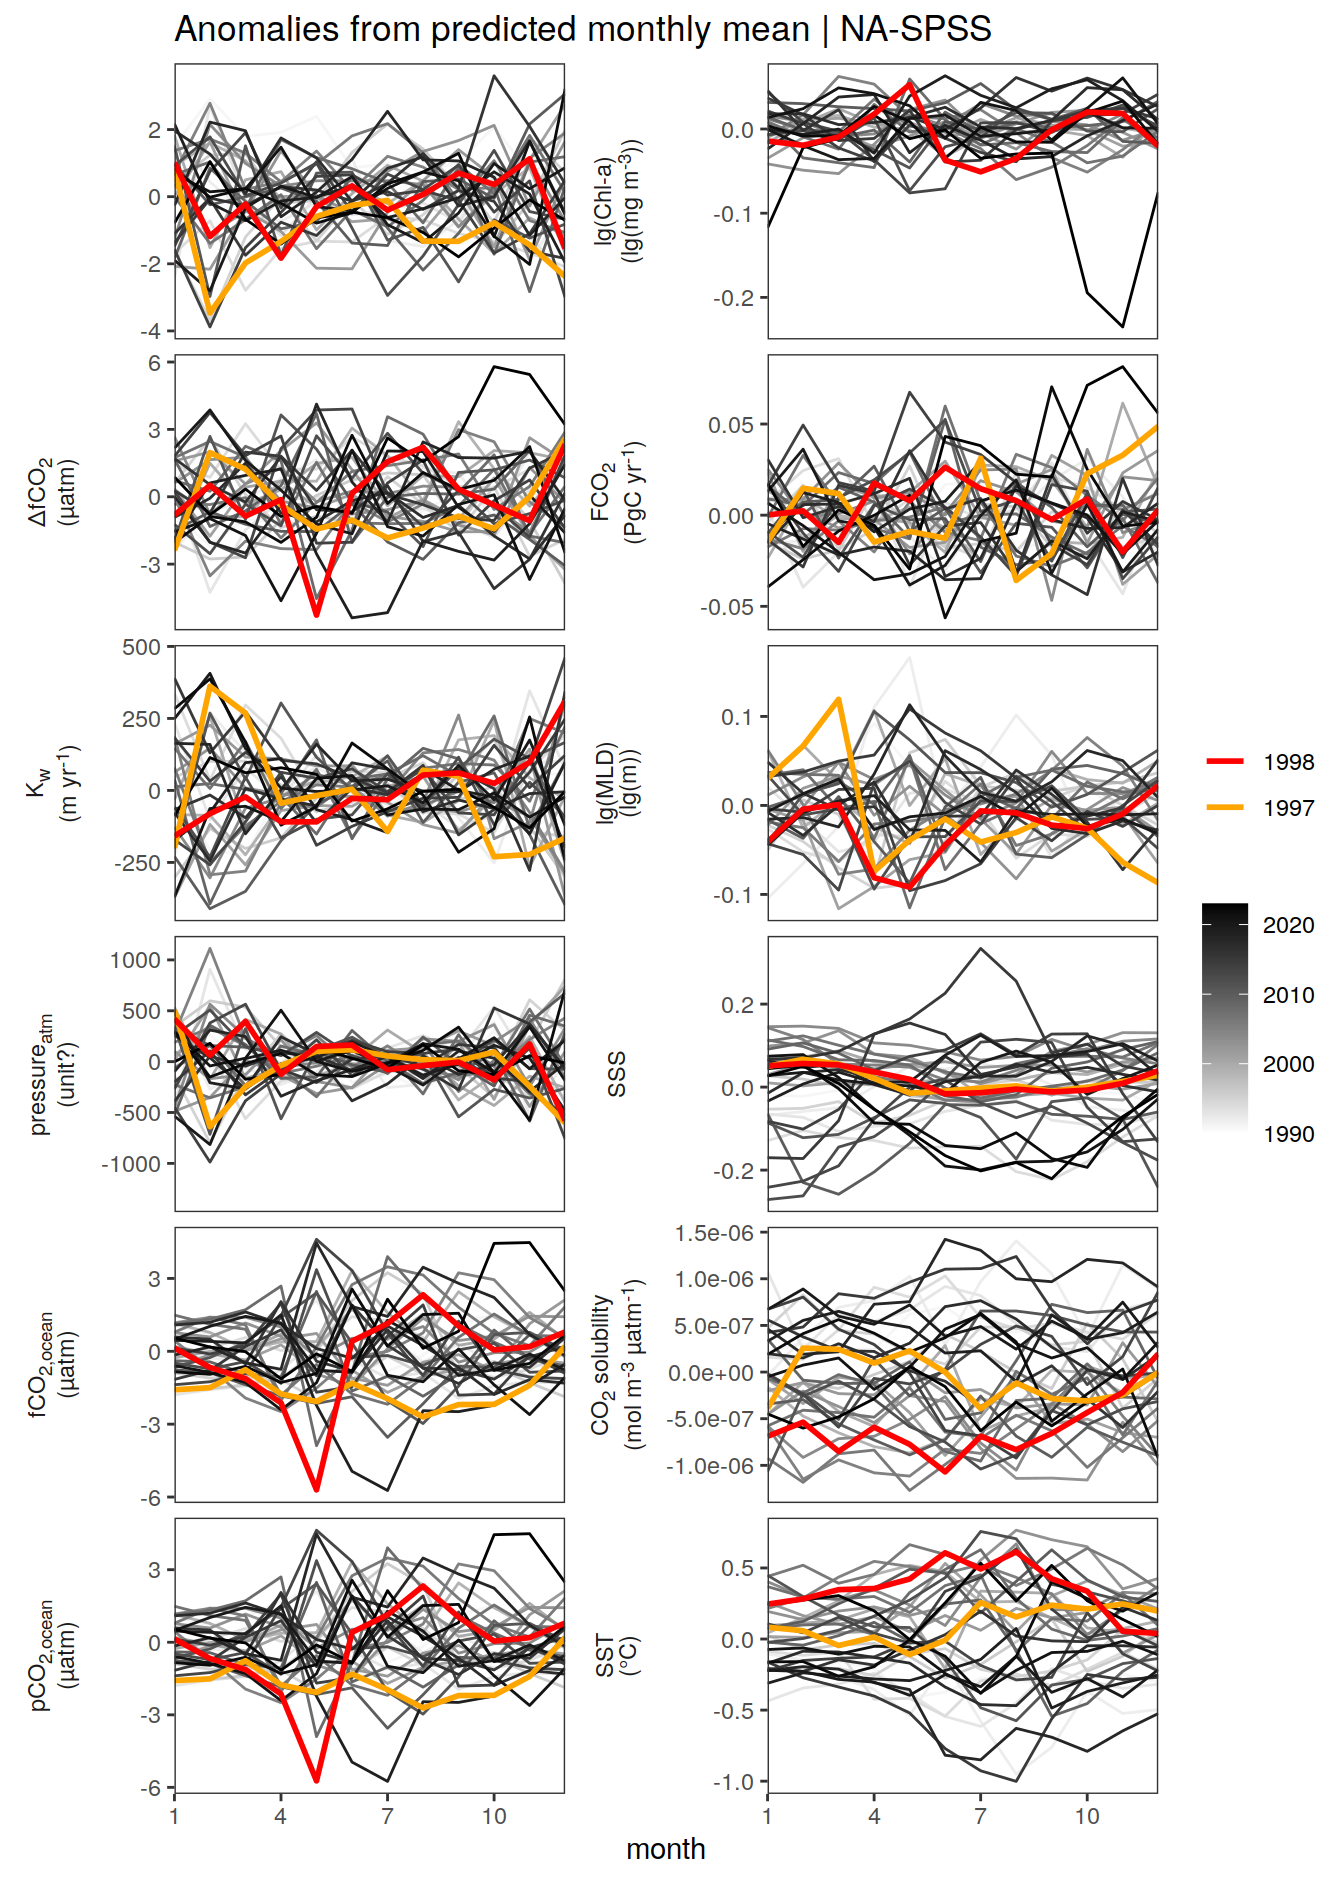 Anomalies from predicted monthly mean | NA-SPSS
2
0
-2
-4
lg(Chl-a)
(lg(mg m-3))
0.0
-0.1
-0.2
ΔfCO2
(µatm)
6
3
0
-3
FCO2
(PgC yr-1)
0.05
0.00
-0.05
Kw
(m yr-1)
500
250
0
-250
lg(MLD)
(lg(m))
0.1
0.0
-0.1
pressureatm
(unit?)
1000
500
0
-500
-1000
SSS
0.2
0.0
-0.2
fCO2,ocean
(µatm)
3
0
-3
-6
CO2 solubility
(mol m-3 µatm-1)
1.5e-06
1.0e-06
5.0e-07
0.0e+00
-5.0e-07
-1.0e-06
pCO2,ocean
(µatm)
3
0
-3
-6
SST
(°C)
0.5
0.0
-0.5
-1.0
1 4 7 10
1 4 7 10
month
1998
1997
2020
2010
2000
1990